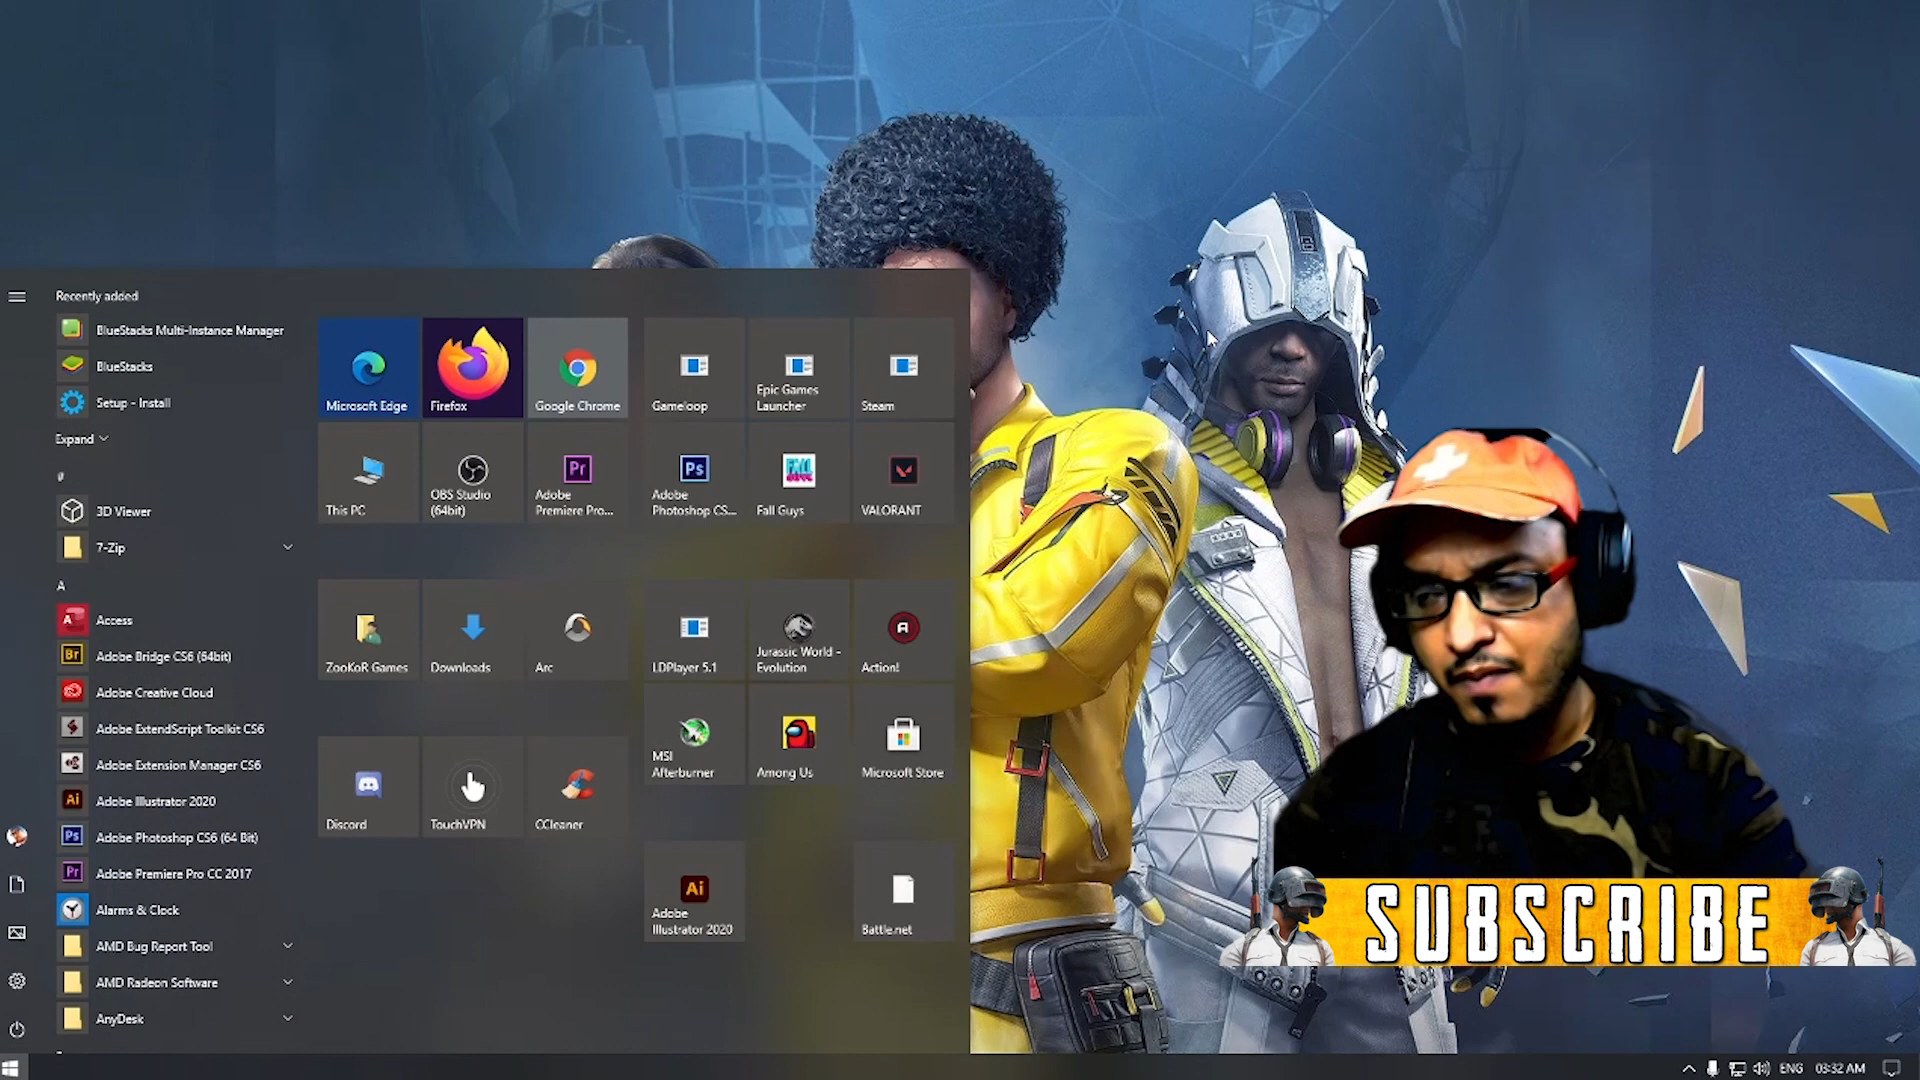 Recently added
BlueStacks Multi-Instance Manager
BlueStacks
Setup - Install
Expand
#
3D Viewer
7-Zip
A
Access
Adobe Bridge CS6 (64bit)
Adobe Creative Cloud
Adobe ExtendScript Toolkit CS6
Adobe Extension Manager CS6
Adobe Illustrator 2020
Adobe Photoshop CS6 (64 Bit)
Adobe Premiere Pro CC 2017
Alarms & Clock
AMD Bug Report Tool
AMD Radeon Software
AnyDesk
Microsoft Edge
Firefox
Google Chrome
Gameloop
Epic Games
Launcher
Steam
This PC
OBS Studio
(64bit)
Pr
Adobe
Premiere Pro...
Ps
Adobe
Photoshop CS...
FALL GUYS
Fall Guys
VALORANT
ZooKoR Games
Downloads
Arc
LDPlayer 5.1
Jurassic World -
Evolution
Action!
MSI
Afterburner
Among Us
Microsoft Store
Discord
TouchVPN
CCleaner
Ai
Adobe
Illustrator 2020
Battle.net
SUBSCRIBE
ENG
03:32 AM